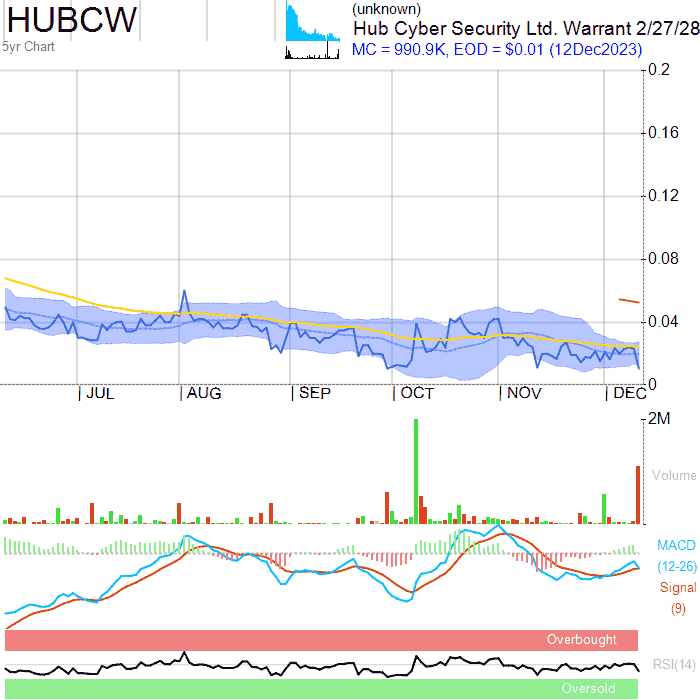 HUBCW
5yr Chart
(unknown)
Hub Cyber Security Ltd. Warrant 2/27/28
MC = 990.9K, EOD = $0.01 (12Dec2023)
0.2
0.16
0.12
0.08
0.04
0
JUL AUG SEP OCT NOV DEC
2M
Volume
MACD
(12-26)
Signal
(9)
Overbought
RSI(14)
Oversold